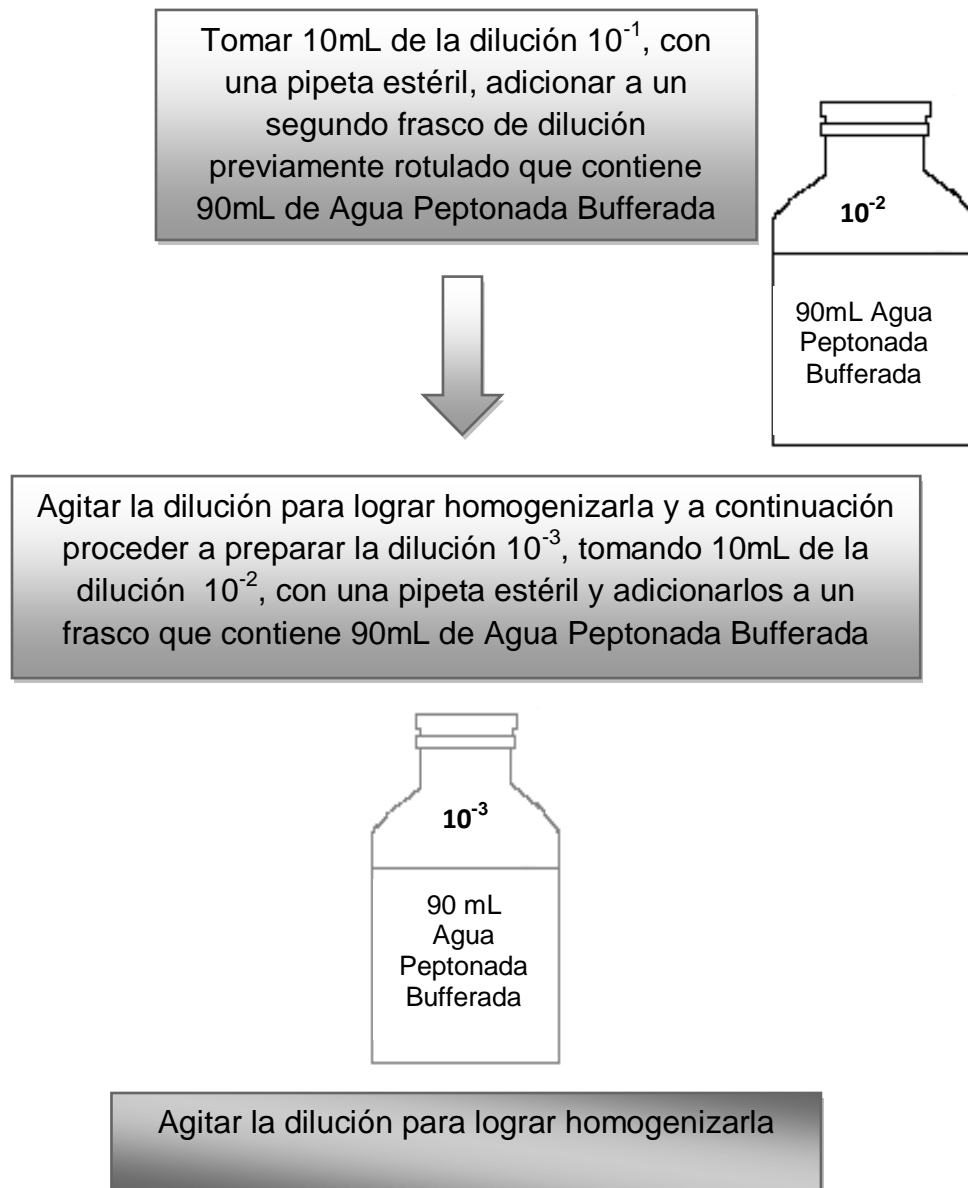 Tomar 10mL de la dilución 10⁻¹, con
una pipeta estéril, adicionar a un
segundo frasco de dilución
previamente rotulado que contiene
90mL de Agua Peptonada Bufferada
10⁻²
90mL Agua
Peptonada
Bufferada
Agitar la dilución para lograr homogenizarla y a continuación
proceder a preparar la dilución 10⁻³, tomando 10mL de la
dilución 10⁻², con una pipeta estéril y adicionarlos a un
frasco que contiene 90mL de Agua Peptonada Bufferada
10⁻³
90 mL
Agua
Peptonada
Bufferada
Agitar la dilución para lograr homogenizarla